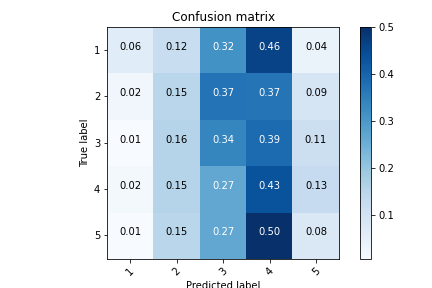 Confusion matrix
1 0.06 0.12 0.32 0.46 0.04
2 0.02 0.15 0.37 0.37 0.09
3 0.01 0.16 0.34 0.39 0.11
4 0.02 0.15 0.27 0.43 0.13
5 0.01 0.15 0.27 0.50 0.08
1 2 3 4 5
True label
Predicted label
0.5
0.4
0.3
0.2
0.1